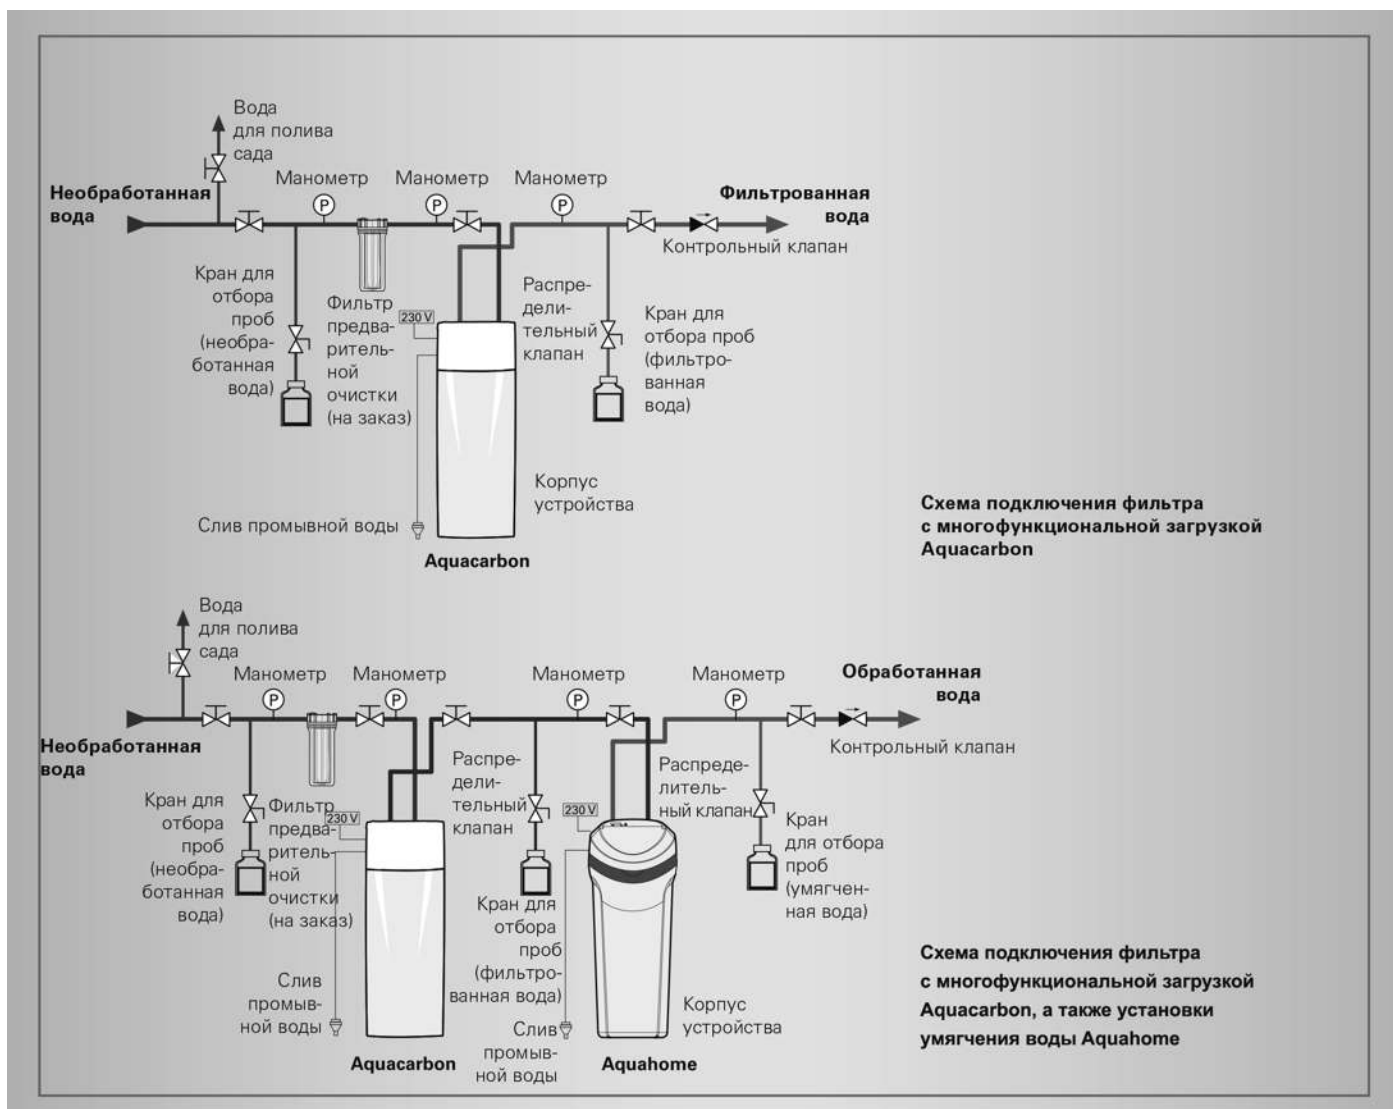 Вода
для полива
сада
Необработанная
вода
Манометр
Манометр
Манометр
P
P
P
Фильтрованная
вода
Контрольный клапан
Кран для
отбора
проб
(необра-
ботанная
вода)
Фильтр
предва-
ритель-
ной
очистки
(на заказ)
230 V
Распре-
дели-
тельный
клапан
Кран для
отбора проб
(фильтро-
ванная
вода)
Корпус
устройства
Слив промывной воды
Aquacarbon
Схема подключения фильтра
с многофункциональной загрузкой
Aquacarbon
Вода
для полива
сада
Необработанная
вода
Манометр
Манометр
Манометр
Манометр
P
P
P
P
Обработанная
вода
Контрольный клапан
Кран для
отбора
проб
(необра-
ботанная
вода)
Фильтр
предва-
ритель-
ной
очистки
(на заказ)
230 V
Распре-
дели-
тельный
клапан
230 V
Распреде-
литель-
ный клапан
Кран
для отбора
проб
(умягчен-
ная вода)
Кран для
отбора
проб
(фильтро-
ванная вода)
Слив
промыв-
ной воды
Слив
промыв-
ной воды
Корпус
устройства
Aquacarbon
Aquahome
Схема подключения фильтра
с многофункциональной загрузкой
Aquacarbon, а также установки
умягчения воды Aquahome